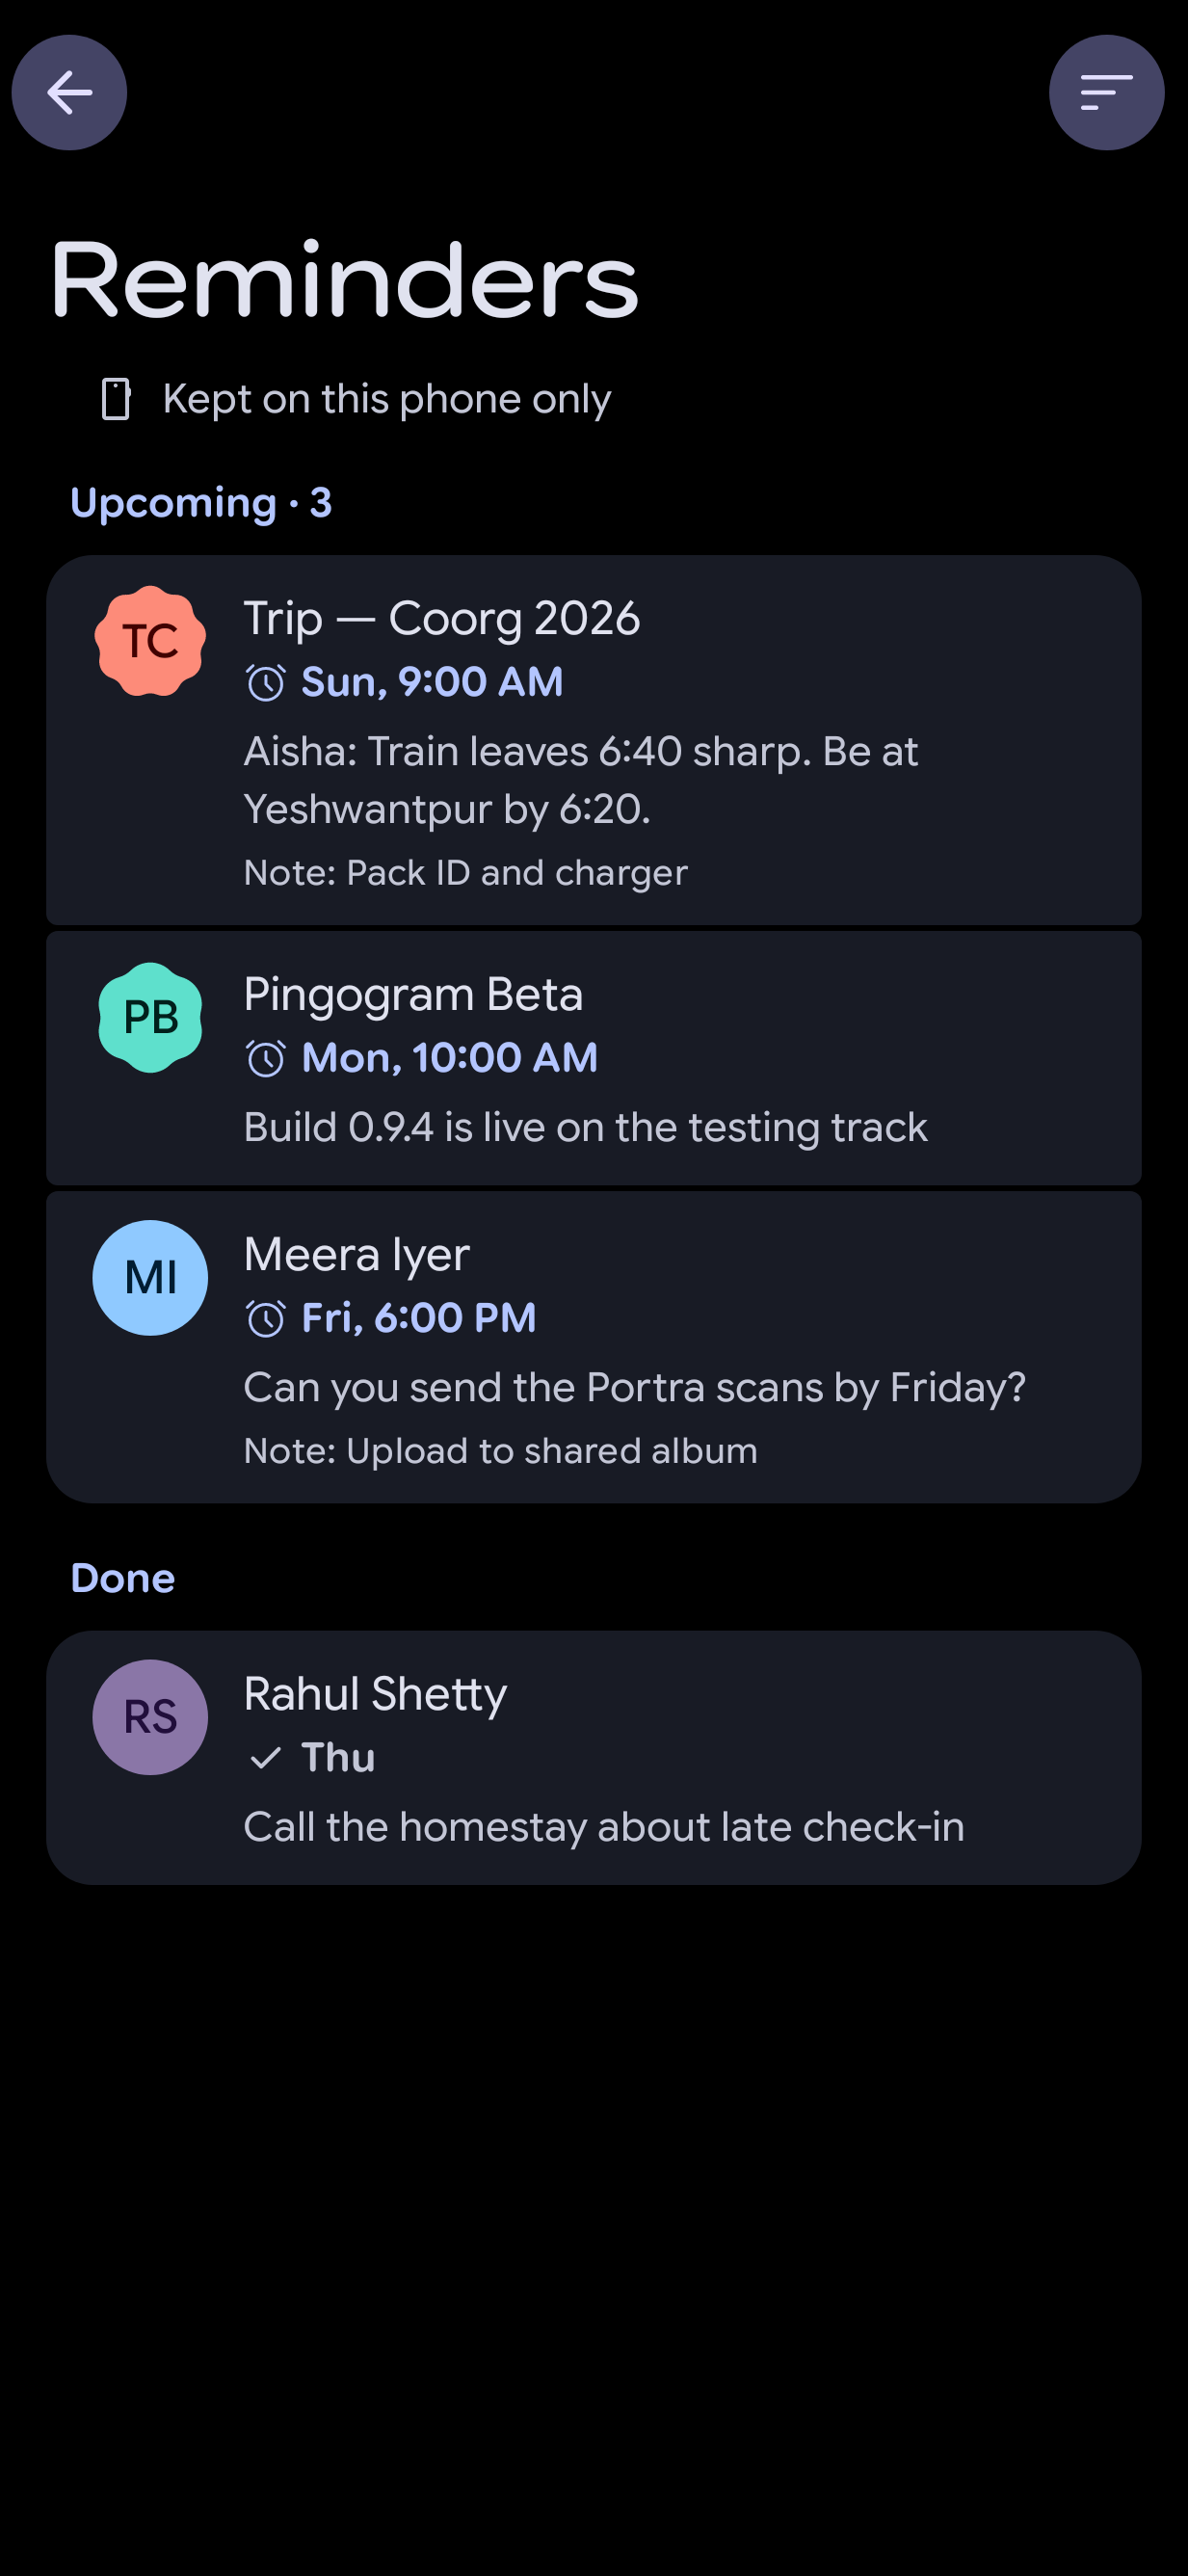 Reminders
Kept on this phone only
Upcoming · 3
TC
Trip — Coorg 2026
Sun, 9:00 AM
Aisha: Train leaves 6:40 sharp. Be at
Yeshwantpur by 6:20.
Note: Pack ID and charger
PB
Pingogram Beta
Mon, 10:00 AM
Build 0.9.4 is live on the testing track
MI
Meera Iyer
Fri, 6:00 PM
Can you send the Portra scans by Friday?
Note: Upload to shared album
Done
RS
Rahul Shetty
Thu
Call the homestay about late check-in